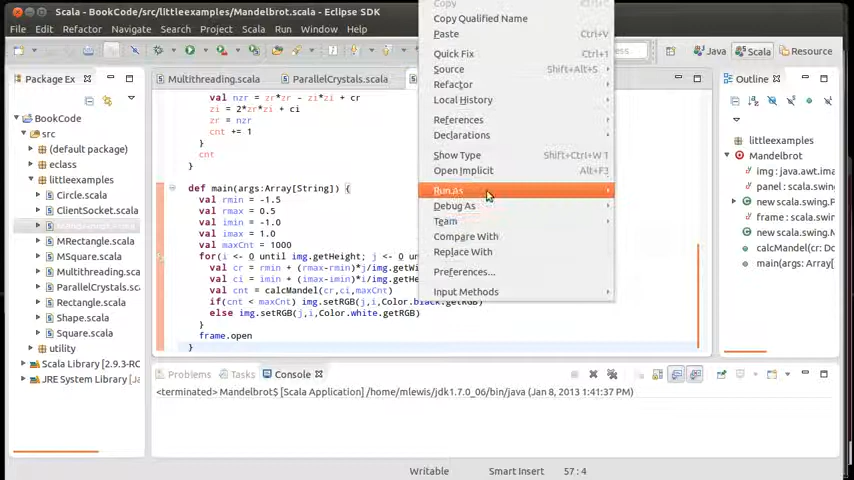 Scala - BookCode/src/littleexamples/Mandelbrot.scala - Eclipse SDK
File Edit Refactor Navigate Search Project Scala Run Window Help
Java Scala Resource
Package Ex
Multithreading.scala ParallelCrystals.scala
Outline
BookCode
src
(default package)
eclass
littleexamples
Circle.scala
ClientSocket.scala
MRectangle.scala
MSquare.scala
Multithreading.scala
ParallelCrystals.scala
Rectangle.scala
Shape.scala
Square.scala
utility
Scala Library [2.9.3-RC
JRE System Library [Jav
val nzr = zr*zr - zi*zi + cr
zi = 2*zr*zi + ci
zr = nzr
cnt += 1
}
cnt
}
def main(args:Array[String]) {
val rmin = -1.5
val rmax = 0.5
val imin = -1.0
val imax = 1.0
val maxCnt = 1000
for(i <- 0 until img.getHeight; j <- 0 un
val cr = rmin + (rmax-rmin)*j/img.getWi
val ci = imin + (imax-imin)*i/img.getHe
val cnt = calcMandel(cr,ci,maxCnt)
if(cnt < maxCnt) img.setRGB(j,i,Color.black.getRGB)
else img.setRGB(j,i,Color.white.getRGB)
}
frame.open
}
Copy Ctrl+C
Copy Qualified Name
Paste Ctrl+V
Quick Fix Ctrl+1
Source Shift+Alt+S
Refactor
Local History
References
Declarations
Show Type Shift+Ctrl+W T
Open Implicit Alt+F3
Run As
Debug As
Team
Compare With
Replace With
Preferences...
Input Methods
littleexamples
Mandelbrot
img : java.awt.ima
panel : scala.swing
new scala.swing.P
frame : scala.swing
new scala.swing.
calcMandel(cr: Do
main(args: Array[
Problems Tasks Console
<terminated> Mandelbrot$ [Scala Application] /home/mlewis/jdk1.7.0_06/bin/java (Jan 8, 2013 1:41:37 PM)
Writable Smart Insert 57 : 4